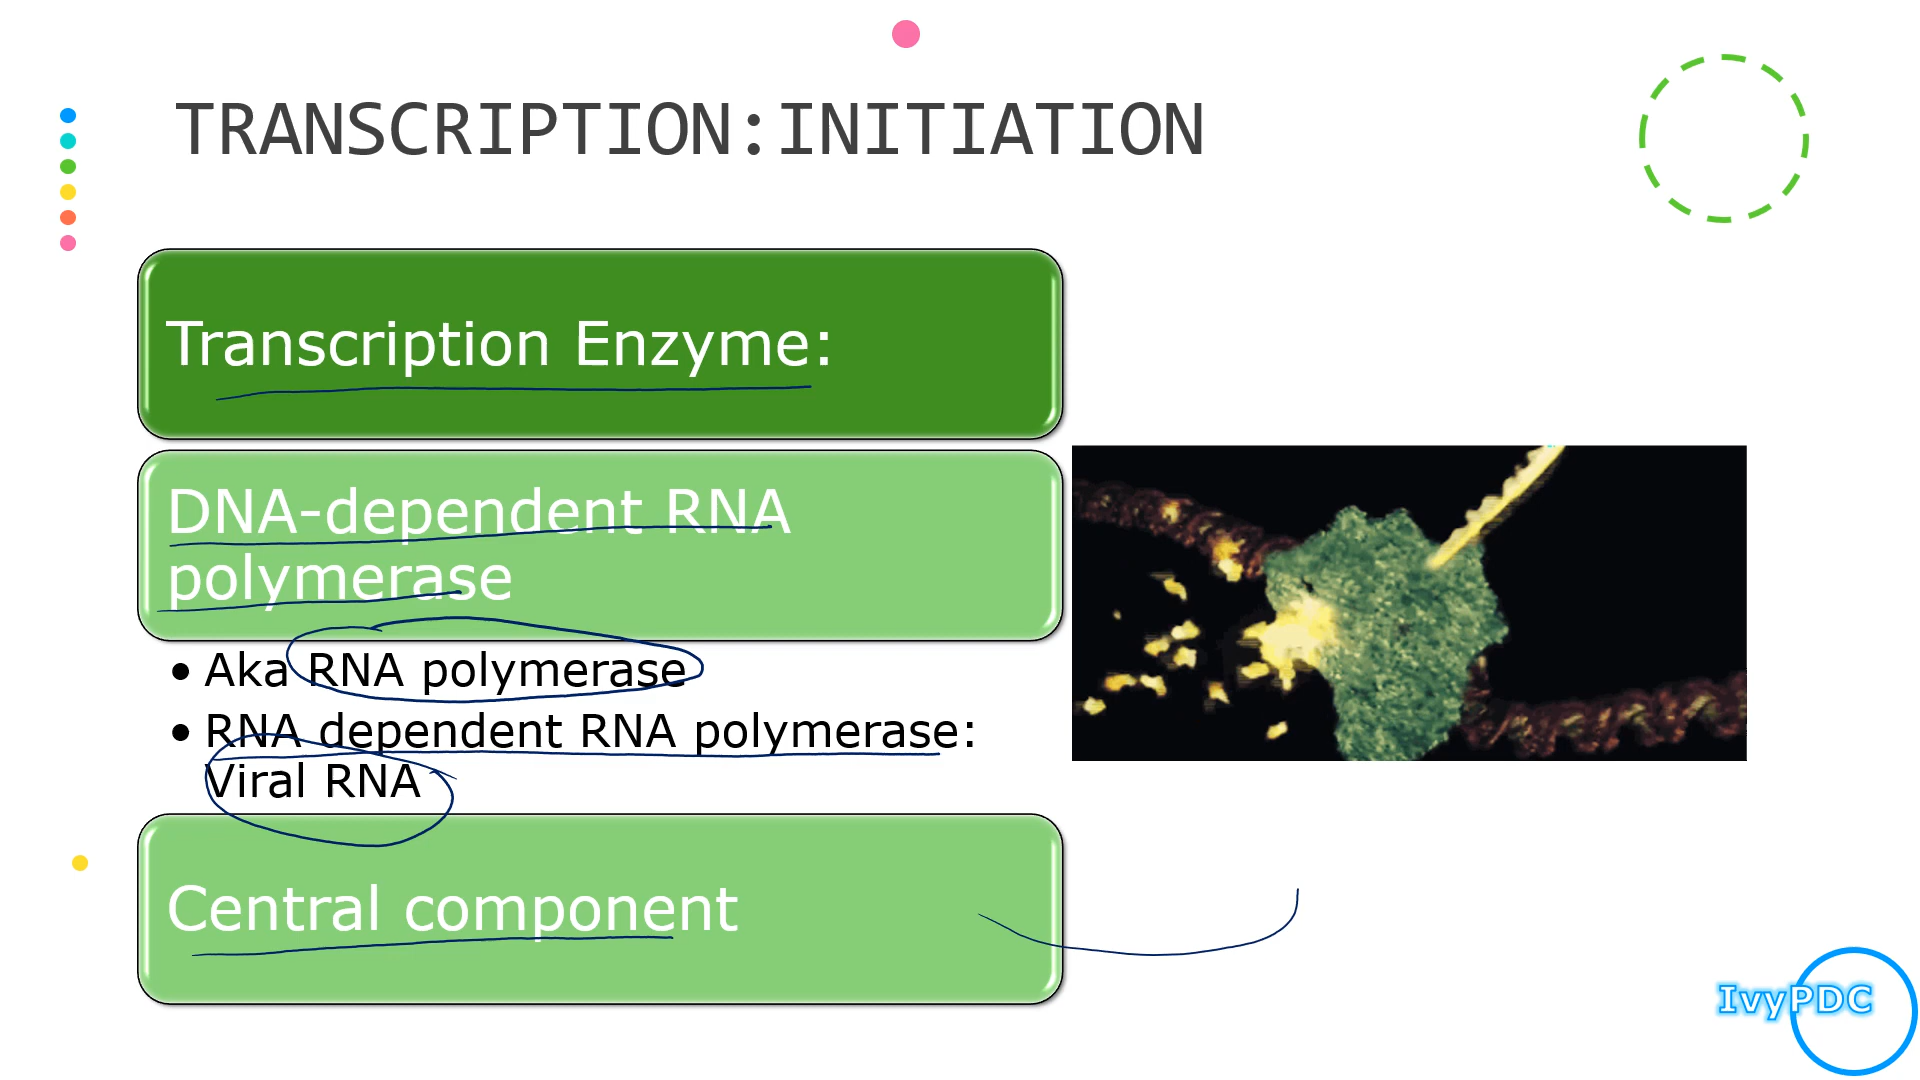 TRANSCRIPTION:INITIATION
Transcription Enzyme:
DNA-dependent RNA
polymerase
• Aka RNA polymerase
• RNA dependent RNA polymerase:
Viral RNA
Central component
IvyPDC